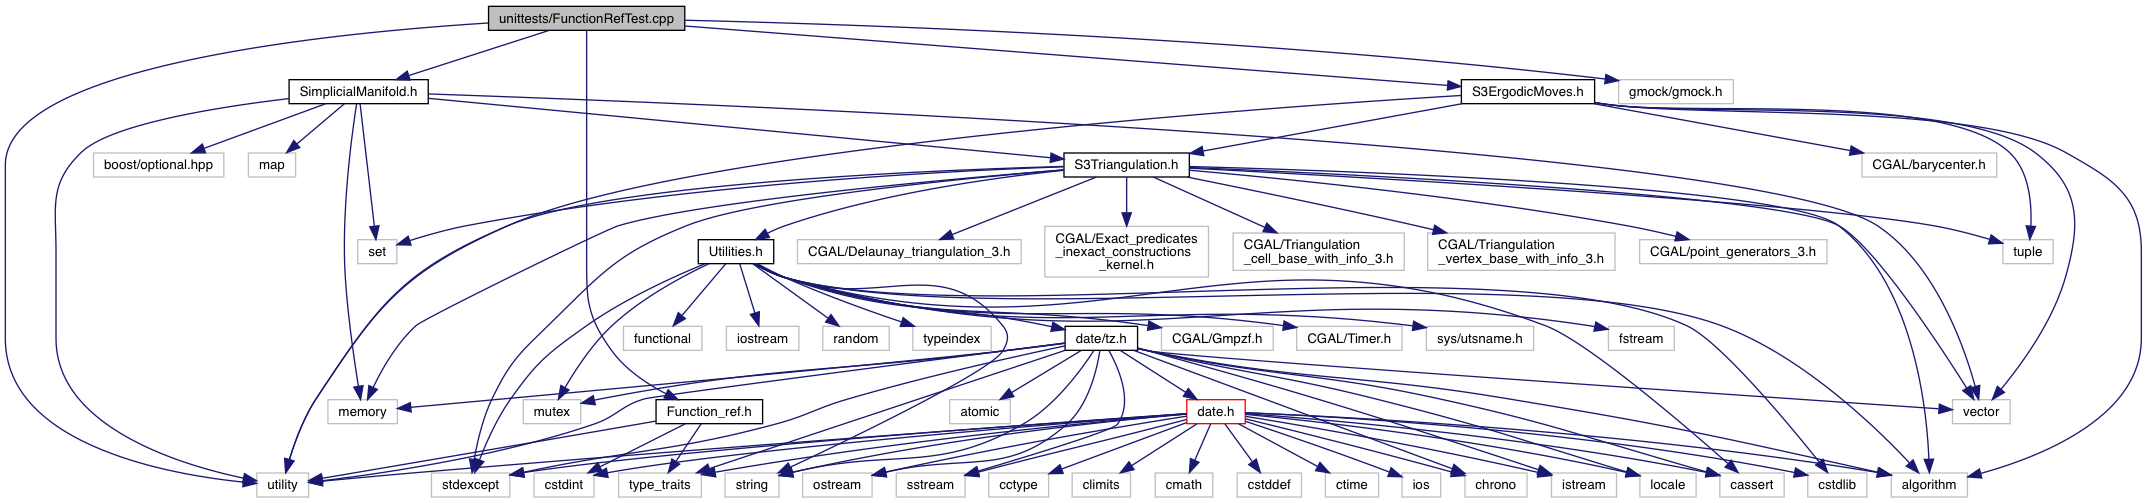 unittests/FunctionRefTest.cpp
SimplicialManifold.h
S3ErgodicMoves.h
gmock/gmock.h
boost/optional.hpp
map
S3Triangulation.h
CGAL/barycenter.h
set
Utilities.h
CGAL/Delaunay_triangulation_3.h
CGAL/Exact_predicates
_inexact_constructions
_kernel.h
CGAL/Triangulation
_cell_base_with_info_3.h
CGAL/Triangulation
_vertex_base_with_info_3.h
CGAL/point_generators_3.h
tuple
functional
iostream
random
typeindex
date/tz.h
CGAL/Gmpzf.h
CGAL/Timer.h
sys/utsname.h
fstream
memory
mutex
Function_ref.h
atomic
date.h
vector
utility
stdexcept
cstdint
type_traits
string
ostream
sstream
cctype
climits
cmath
cstddef
ctime
ios
chrono
istream
locale
cassert
cstdlib
algorithm